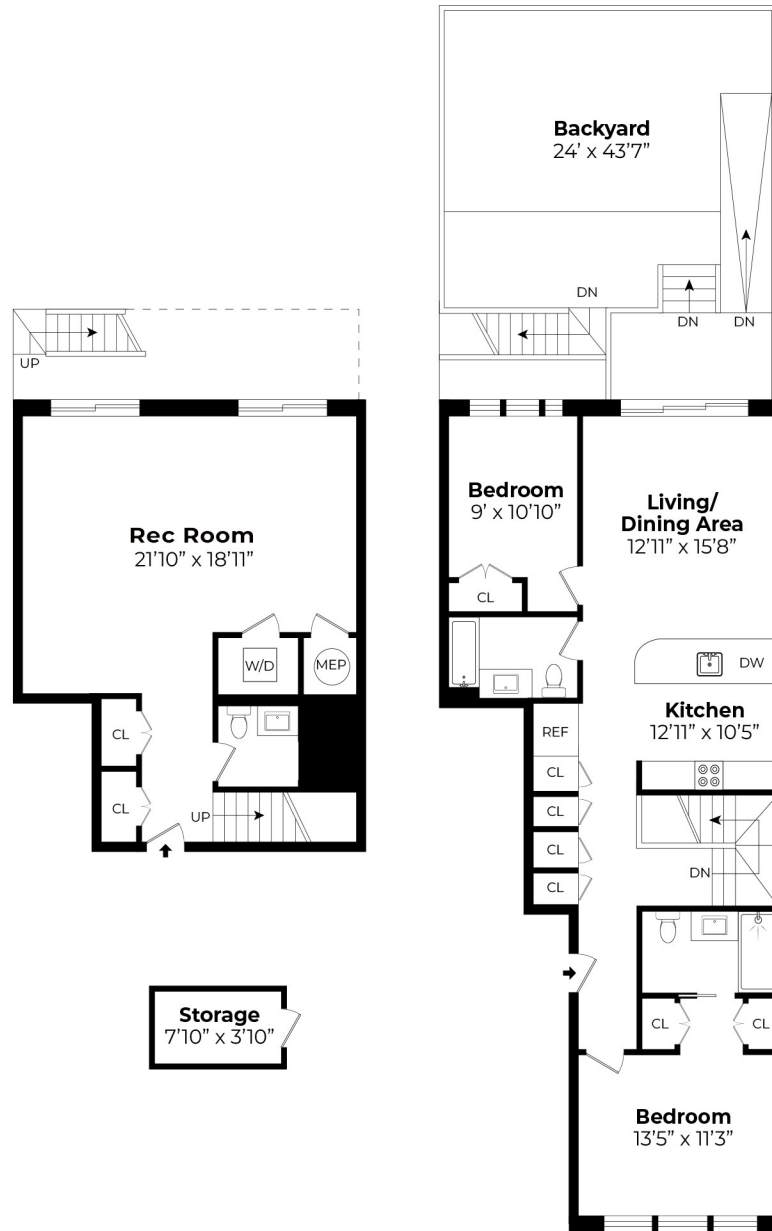 UP
Rec Room
21'10” x 18'11”
W/D
MEP
CL
CL
UP
Storage
7'10” x 3'10”
Backyard
24' x 43'7”
DN
DN
DN
Bedroom
9' x 10'10”
Living/
Dining Area
12'11” x 15'8”
CL
DW
Kitchen
12'11” x 10'5”
REF
CL
CL
CL
CL
DN
CL
CL
Bedroom
13'5” x 11'3”